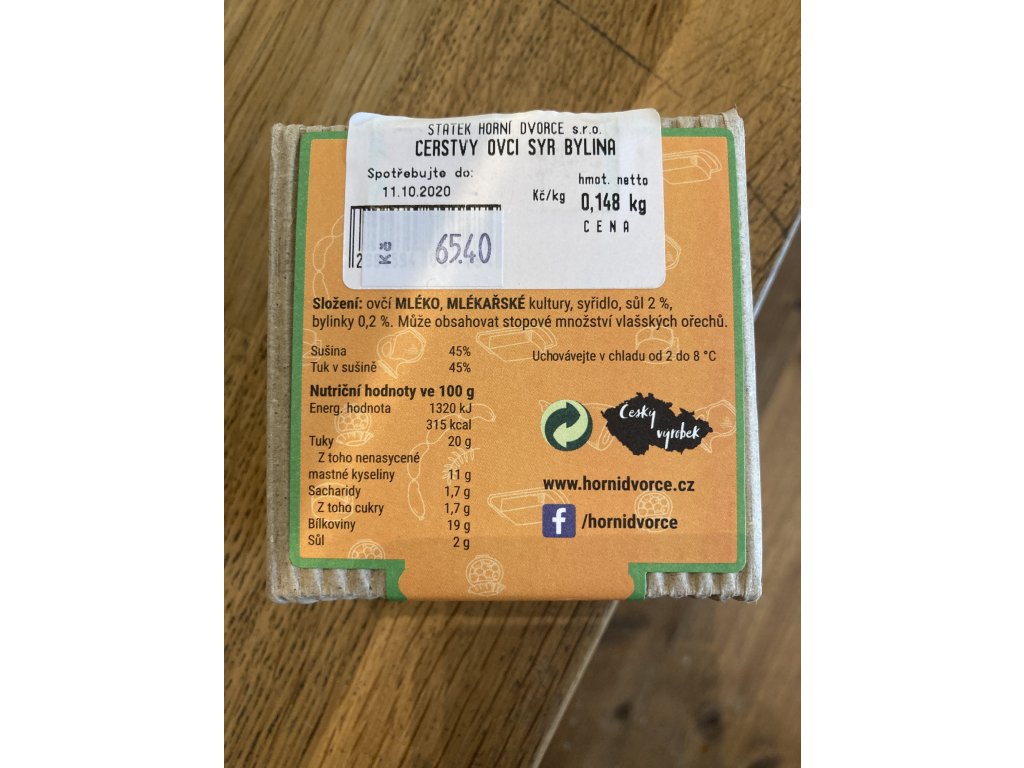 STATEK HORNÍ DVORCE s.r.o.
CERSTVY OVCI SYR BYLINA
Spotřebujte do:
11.10.2020
Kč/kg
hmot. netto
0,148 kg
CENA
Kč 65.40
Složení: ovčí MLÉKO, MLÉKAŘSKÉ kultury, syřidlo, sůl 2 %,
bylinky 0,2 %. Může obsahovat stopové množství vlašských ořechů.
Sušina 45%
Tuk v sušině 45%
Uchovávejte v chladu od 2 do 8 °C
Nutriční hodnoty ve 100 g
Energ. hodnota 1320 kJ
315 kcal
Tuky 20 g
Z toho nenasycené
mastné kyseliny 11 g
Sacharidy 1,7 g
Z toho cukry 1,7 g
Bílkoviny 19 g
Sůl 2 g
Český
výrobek
www.hornidvorce.cz
f /hornidvorce